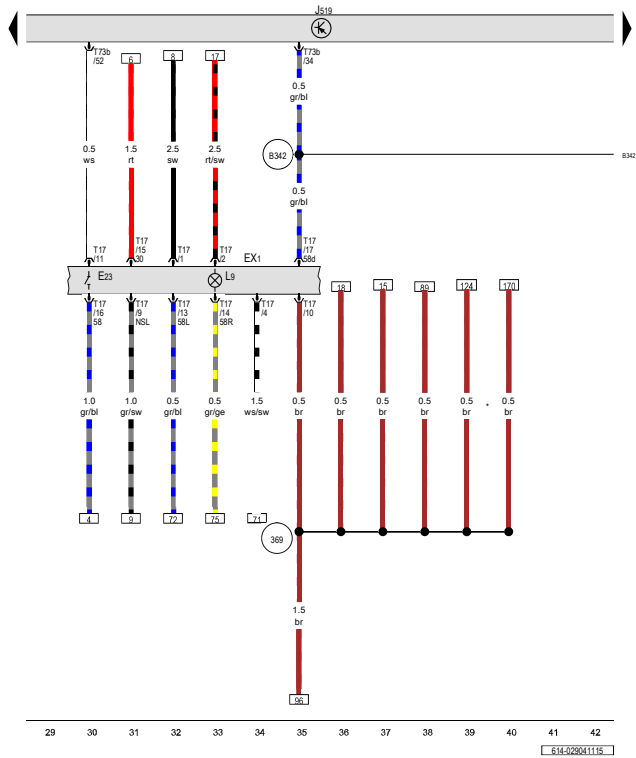 J519
T73b
/52
6
8
17
T73b
/34
0.5
gr/bl
0.5
ws
1.5
rt
2.5
sw
2.5
rt/sw
B342
B342
0.5
gr/bl
T17
/11
T17
/15
30
T17
/1
T17
/2
EX1
T17
/17
58d
E23
L9
18
15
89
124
170
T17
/16
58
T17
/9
NSL
T17
/13
58L
T17
/14
58R
T17
/4
T17
/10
1.0
gr/bl
1.0
gr/sw
0.5
gr/bl
0.5
gr/ge
1.5
ws/sw
0.5
br
0.5
br
0.5
br
0.5
br
0.5
br
*
0.5
br
4
9
72
75
71
369
1.5
br
96
29 30 31 32 33 34 35 36 37 38 39 40 41 42
614-029041115